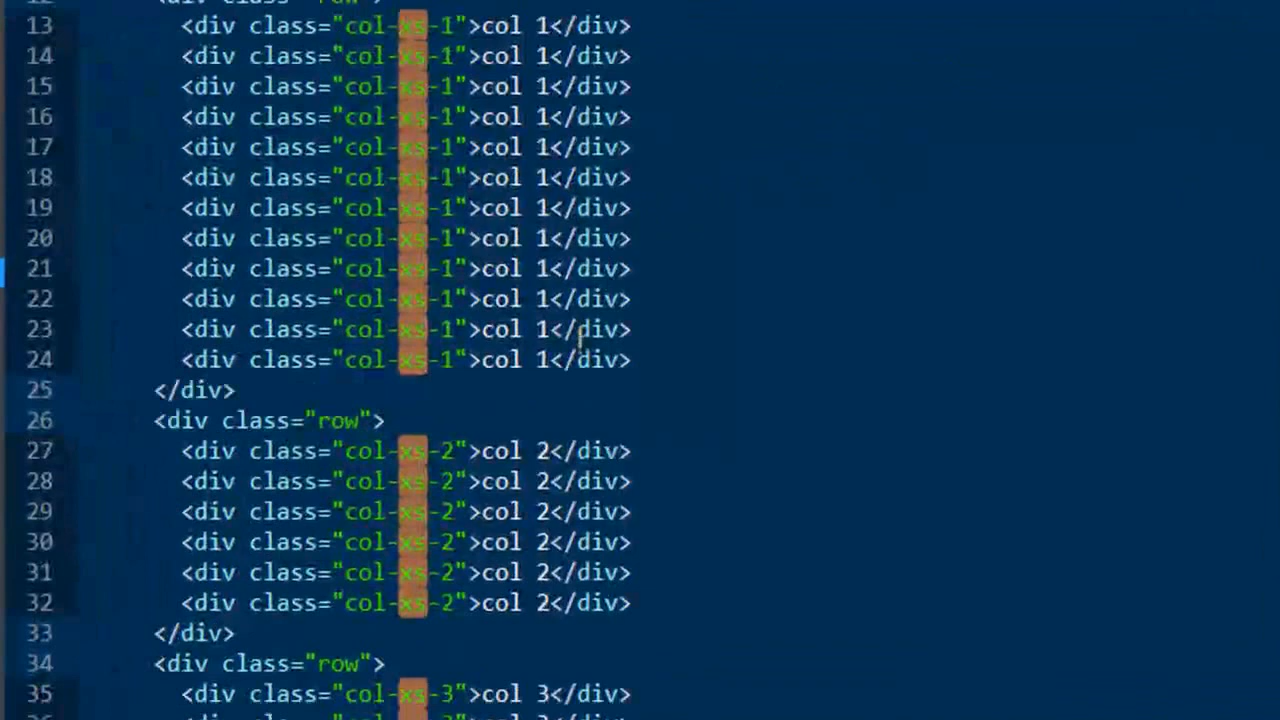 12 <div class="row">
13 <div class="col-xs-1">col 1</div>
14 <div class="col-xs-1">col 1</div>
15 <div class="col-xs-1">col 1</div>
16 <div class="col-xs-1">col 1</div>
17 <div class="col-xs-1">col 1</div>
18 <div class="col-xs-1">col 1</div>
19 <div class="col-xs-1">col 1</div>
20 <div class="col-xs-1">col 1</div>
21 <div class="col-xs-1">col 1</div>
22 <div class="col-xs-1">col 1</div>
23 <div class="col-xs-1">col 1</div>
24 <div class="col-xs-1">col 1</div>
25 </div>
26 <div class="row">
27 <div class="col-xs-2">col 2</div>
28 <div class="col-xs-2">col 2</div>
29 <div class="col-xs-2">col 2</div>
30 <div class="col-xs-2">col 2</div>
31 <div class="col-xs-2">col 2</div>
32 <div class="col-xs-2">col 2</div>
33 </div>
34 <div class="row">
35 <div class="col-xs-3">col 3</div>